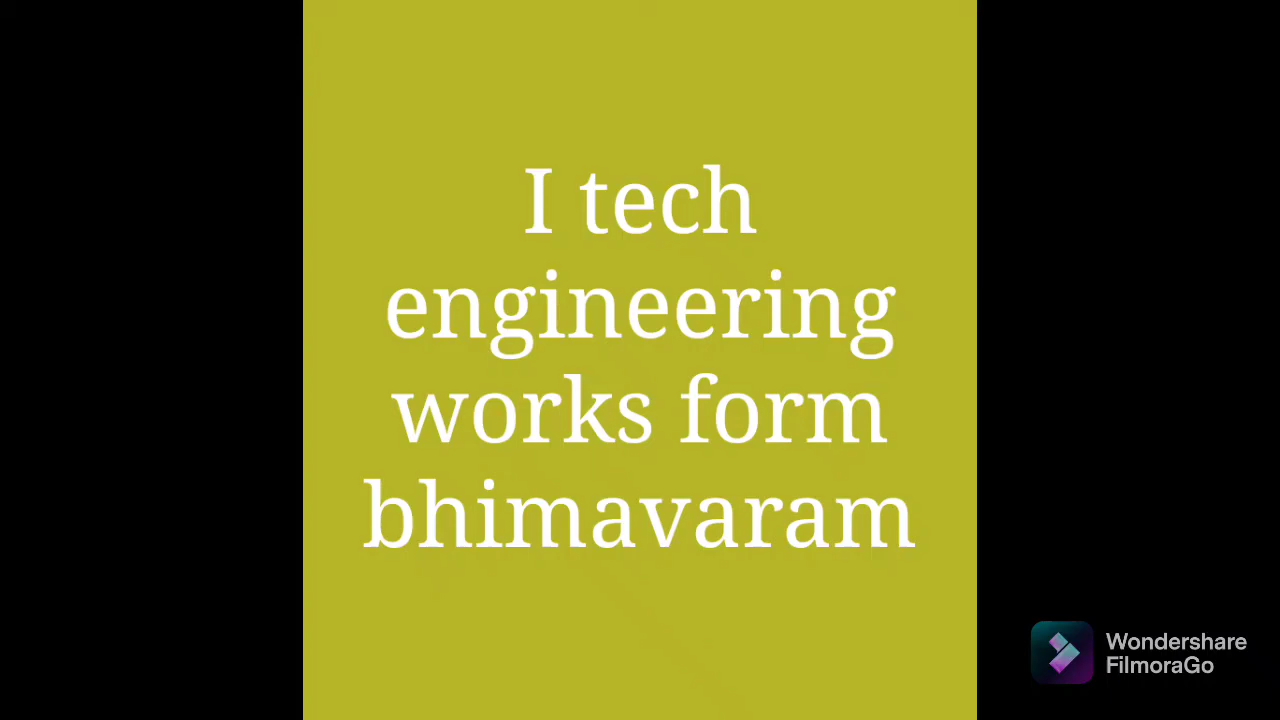 I tech
engineering
works form
bhimavaram
Wondershare
FilmoraGo